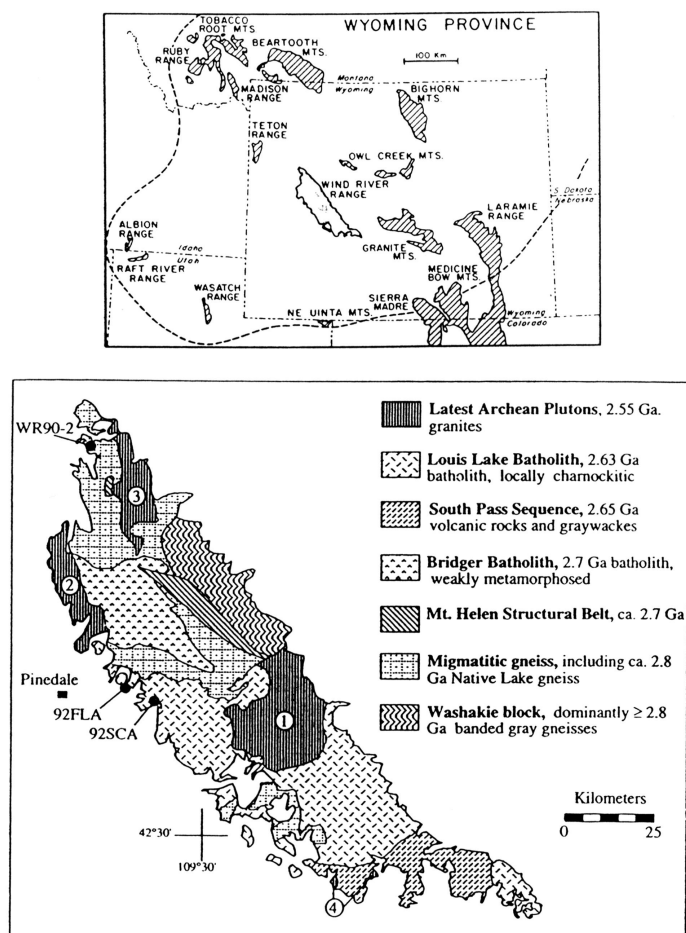 WYOMING PROVINCE
TOBACCO
ROOT MTS.
BEARTOOTH
MTS.
RUBY
RANGE
MADISON
RANGE
100 Km
Montana
Wyoming
BIGHORN
MTS
TETON
RANGE
OWL CREEK MTS.
WIND RIVER
RANGE
S. Dakota
Nebraska
LARAMIE
RANGE
GRANITE
MTS.
ALBION
RANGE
Idaho
Utah
RAFT RIVER
RANGE
MEDICINE
BOW MTS.
WASATCH
RANGE
SIERRA
MADRE
NE UINTA MTS.
Wyoming
Colorado
WR90-2
3
2
Pinedale
92FLA
92SCA
1
42°30'
109°30'
4
Latest Archean Plutons, 2.55 Ga.
granites
Louis Lake Batholith, 2.63 Ga
batholith, locally charnockitic
South Pass Sequence, 2.65 Ga
volcanic rocks and graywackes
Bridger Batholith, 2.7 Ga batholith,
weakly metamorphosed
Mt. Helen Structural Belt, ca. 2.7 Ga
Migmatitic gneiss, including ca. 2.8
Ga Native Lake gneiss
Washakie block, dominantly ≥ 2.8
Ga banded gray gneisses
Kilometers
0 25